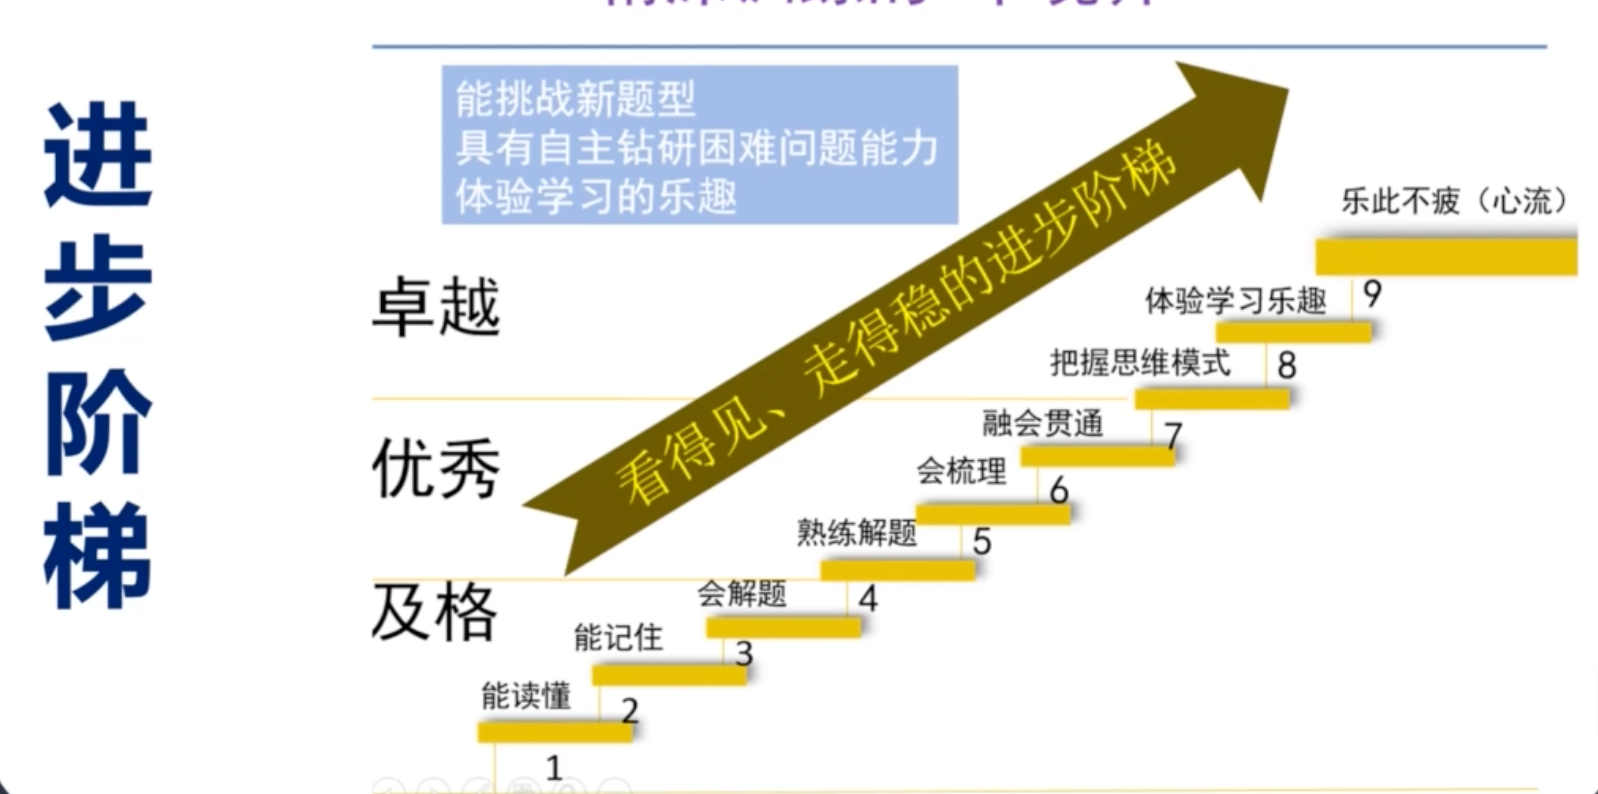 进步阶梯
能挑战新题型
具有自主钻研困难问题能力
体验学习的乐趣
看得见、走得稳的进步阶梯
卓越
优秀
及格
乐此不疲（心流）
9
体验学习乐趣
8
把握思维模式
7
融会贯通
6
会梳理
5
熟练解题
4
会解题
3
能记住
2
能读懂
1